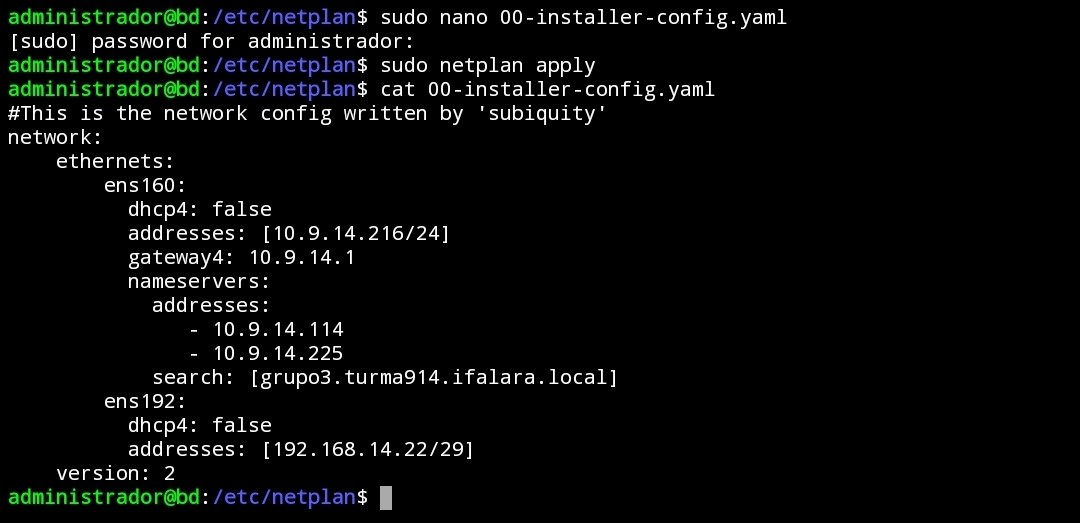 administrador@bd:/etc/netplan$ sudo nano 00-installer-config.yaml
[sudo] password for administrador:
administrador@bd:/etc/netplan$ sudo netplan apply
administrador@bd:/etc/netplan$ cat 00-installer-config.yaml
#This is the network config written by 'subiquity'
network:
    ethernets:
        ens160:
          dhcp4: false
          addresses: [10.9.14.216/24]
          gateway4: 10.9.14.1
          nameservers:
            addresses:
               - 10.9.14.114
               - 10.9.14.225
            search: [grupo3.turma914.ifalara.local]
        ens192:
          dhcp4: false
          addresses: [192.168.14.22/29]
    version: 2
administrador@bd:/etc/netplan$